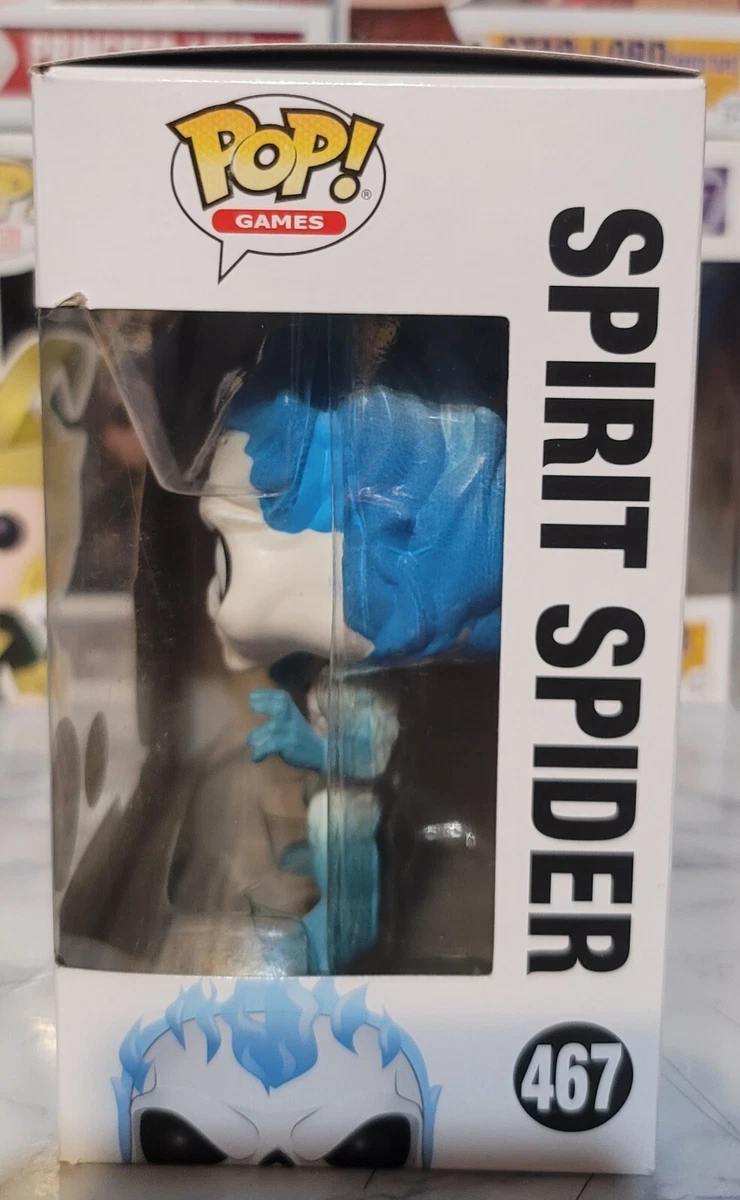 POP!
®
GAMES
SPIRIT SPIDER
467